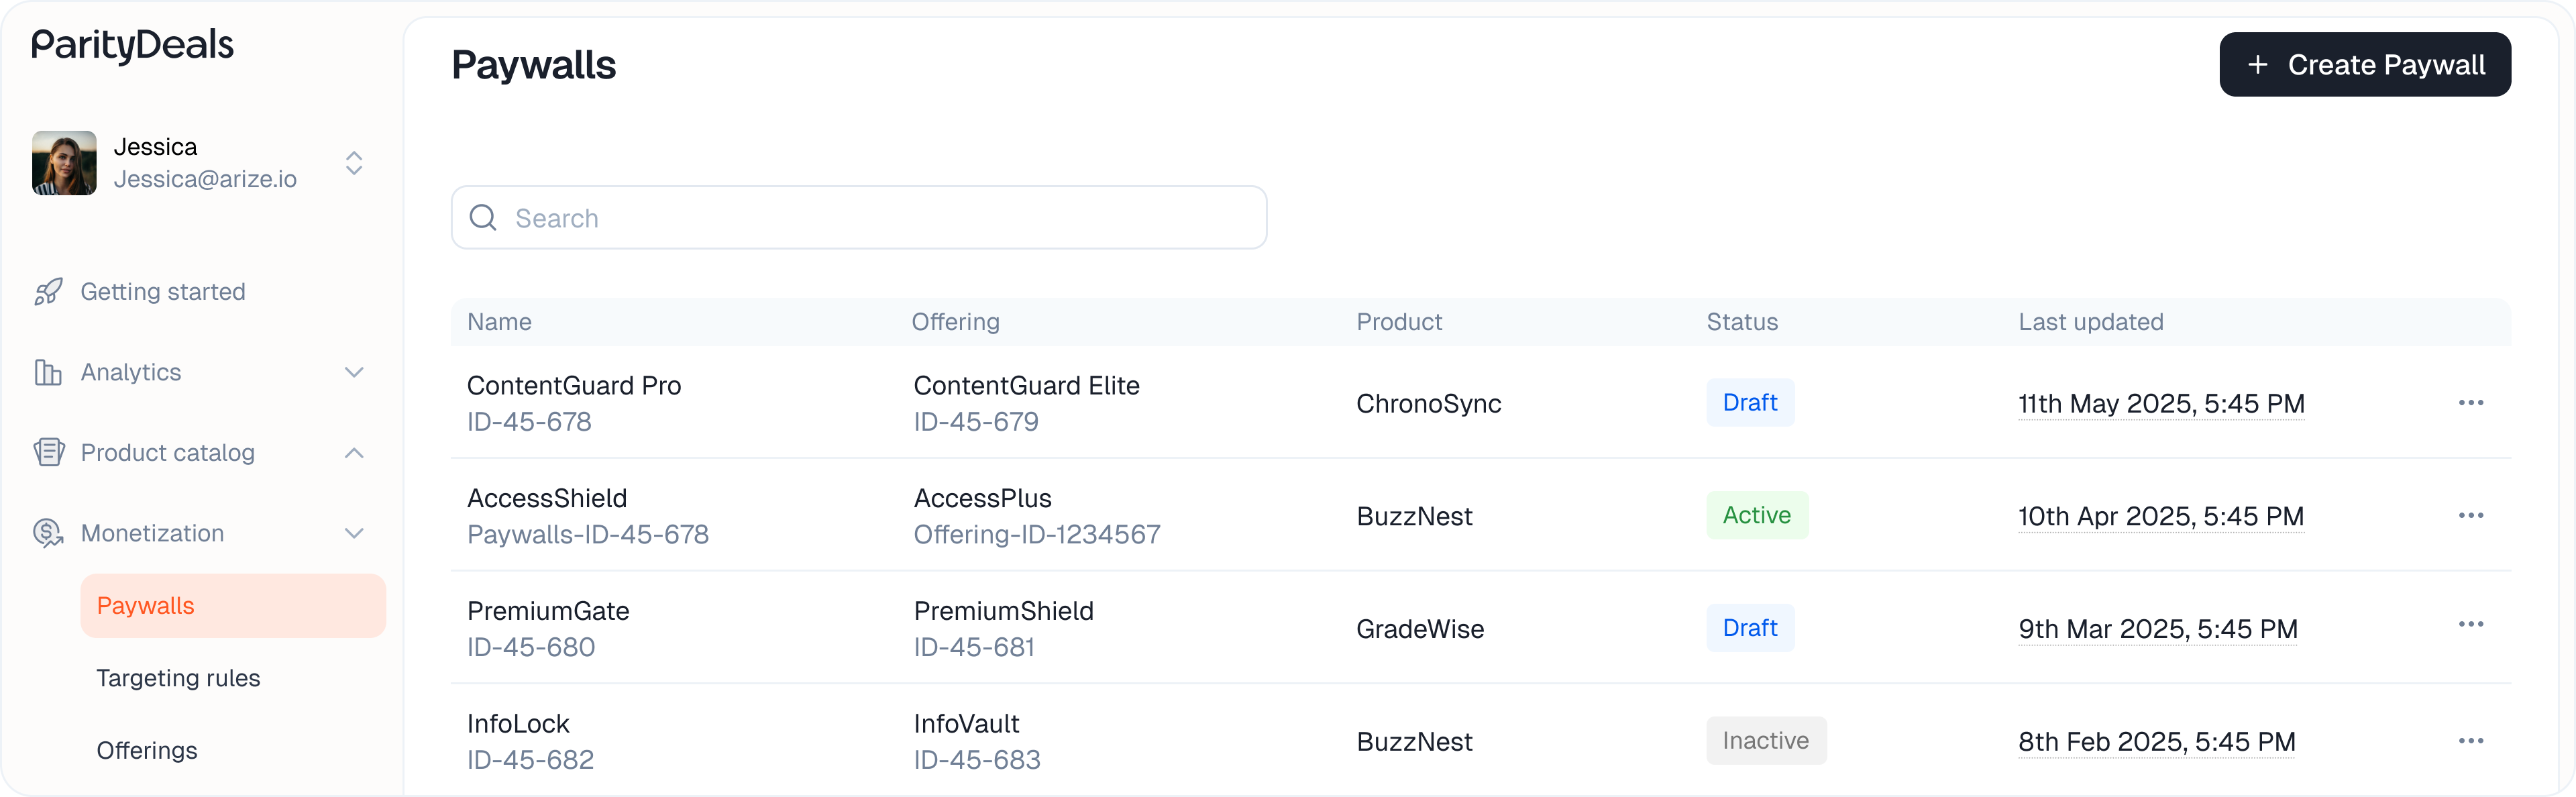 ParityDeals
Jessica
Jessica@arize.io
Getting started
Analytics
Product catalog
Monetization
Paywalls
Targeting rules
Offerings
Paywalls
+ Create Paywall
Search
Name Offering Product Status Last updated
ContentGuard Pro ContentGuard Elite ChronoSync Draft 11th May 2025, 5:45 PM
ID-45-678 ID-45-679
AccessShield AccessPlus BuzzNest Active 10th Apr 2025, 5:45 PM
Paywalls-ID-45-678 Offering-ID-1234567
PremiumGate PremiumShield GradeWise Draft 9th Mar 2025, 5:45 PM
ID-45-680 ID-45-681
InfoLock InfoVault BuzzNest Inactive 8th Feb 2025, 5:45 PM
ID-45-682 ID-45-683